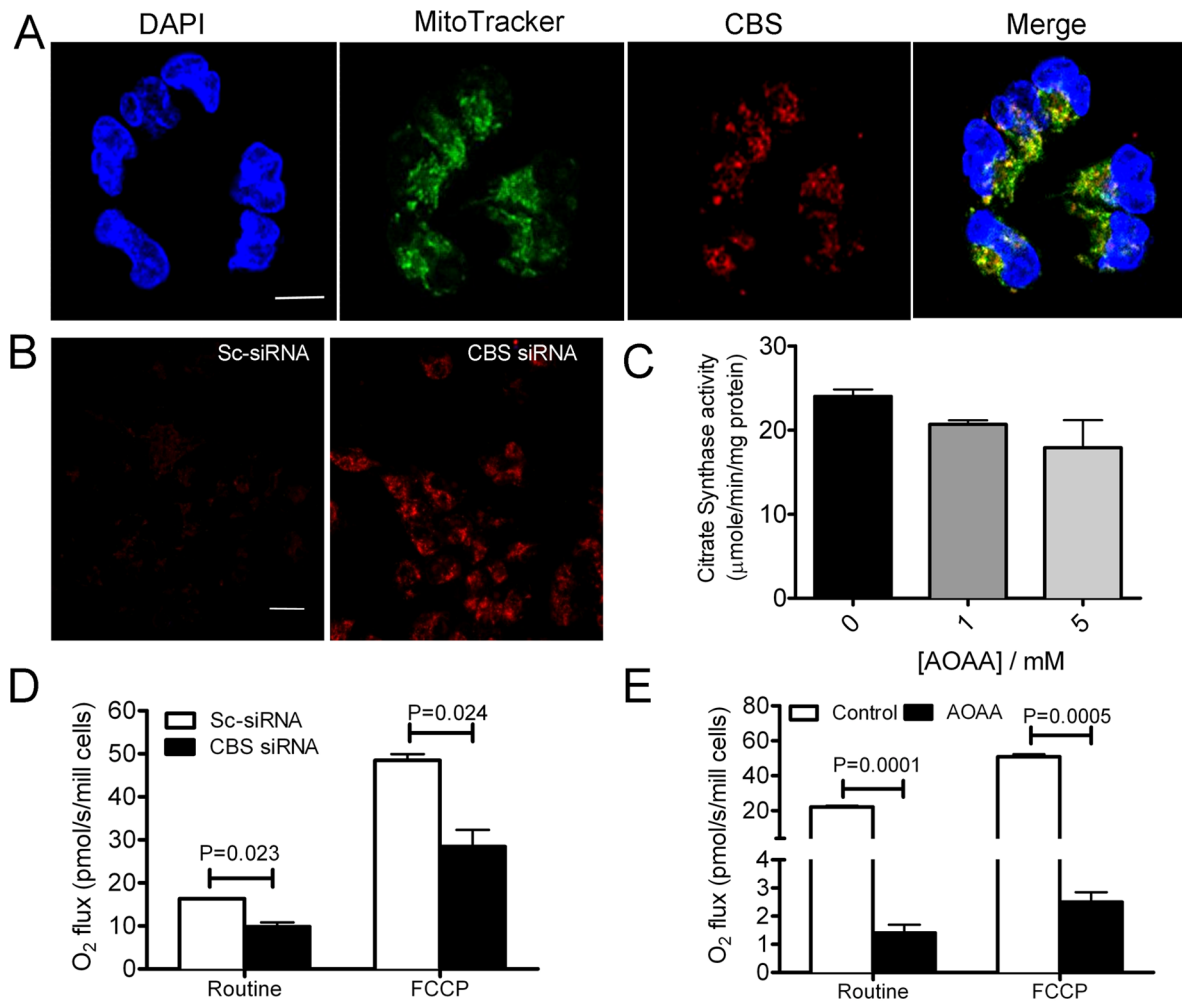 A
DAPI
MitoTracker
CBS
Merge
B
Sc-siRNA
CBS siRNA
C
Citrate Synthase activity
(μmole/min/mg protein)
30
20
10
0
0
1
5
[AOAA] / mM
D
O2 flux (pmol/s/mill cells)
60
50
40
30
20
10
0
Sc-siRNA
CBS siRNA
P=0.023
P=0.024
Routine
FCCP
E
O2 flux (pmol/s/mill cells)
80
60
40
20
4
3
2
1
0
Control
AOAA
P=0.0001
P=0.0005
Routine
FCCP